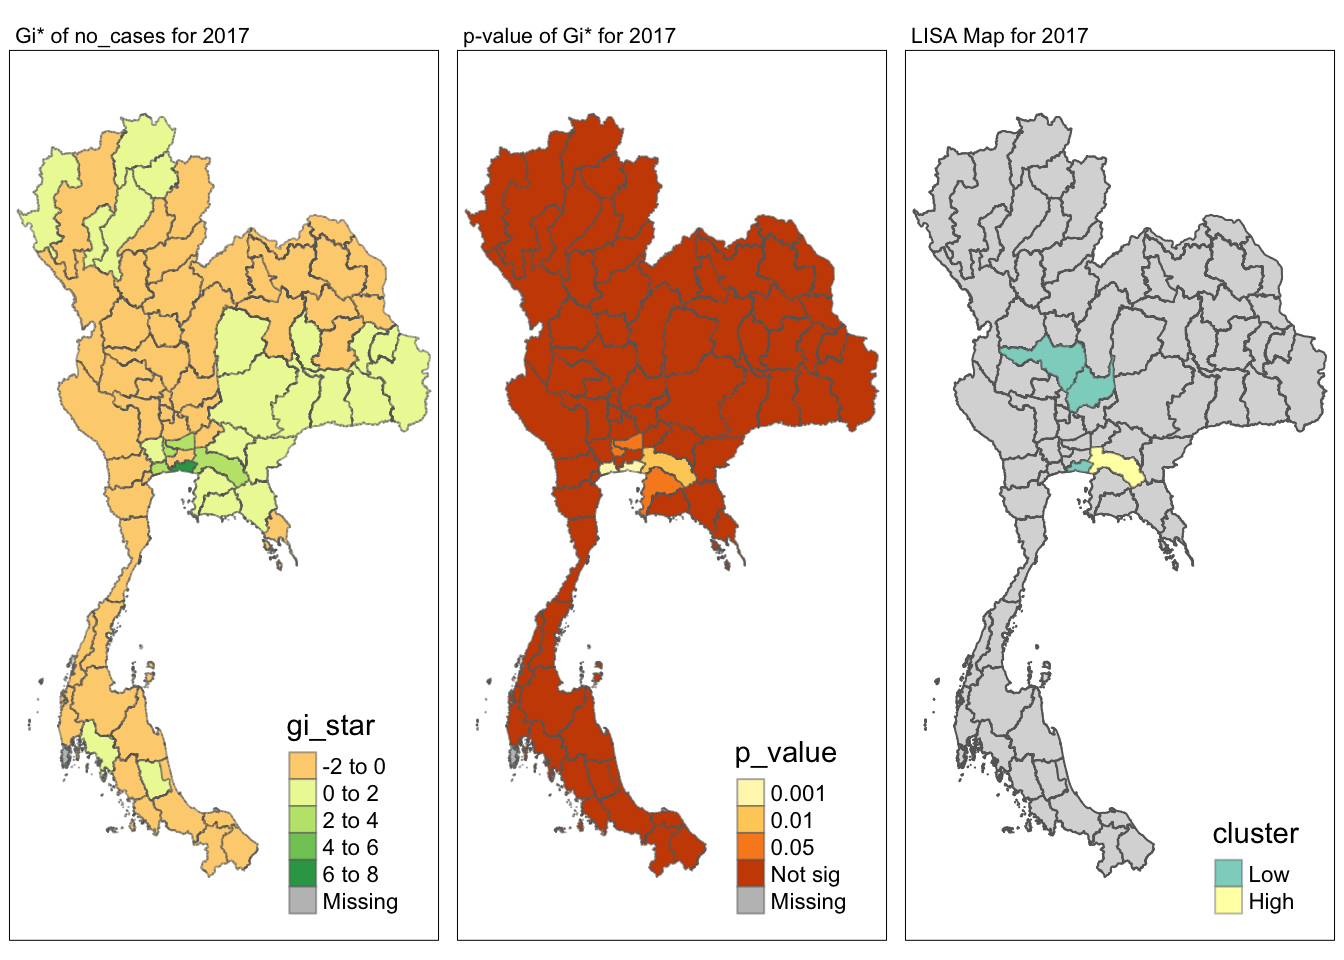 Gi* of no_cases for 2017
gi_star
-2 to 0
0 to 2
2 to 4
4 to 6
6 to 8
Missing
p-value of Gi* for 2017
p_value
0.001
0.01
0.05
Not sig
Missing
LISA Map for 2017
cluster
Low
High